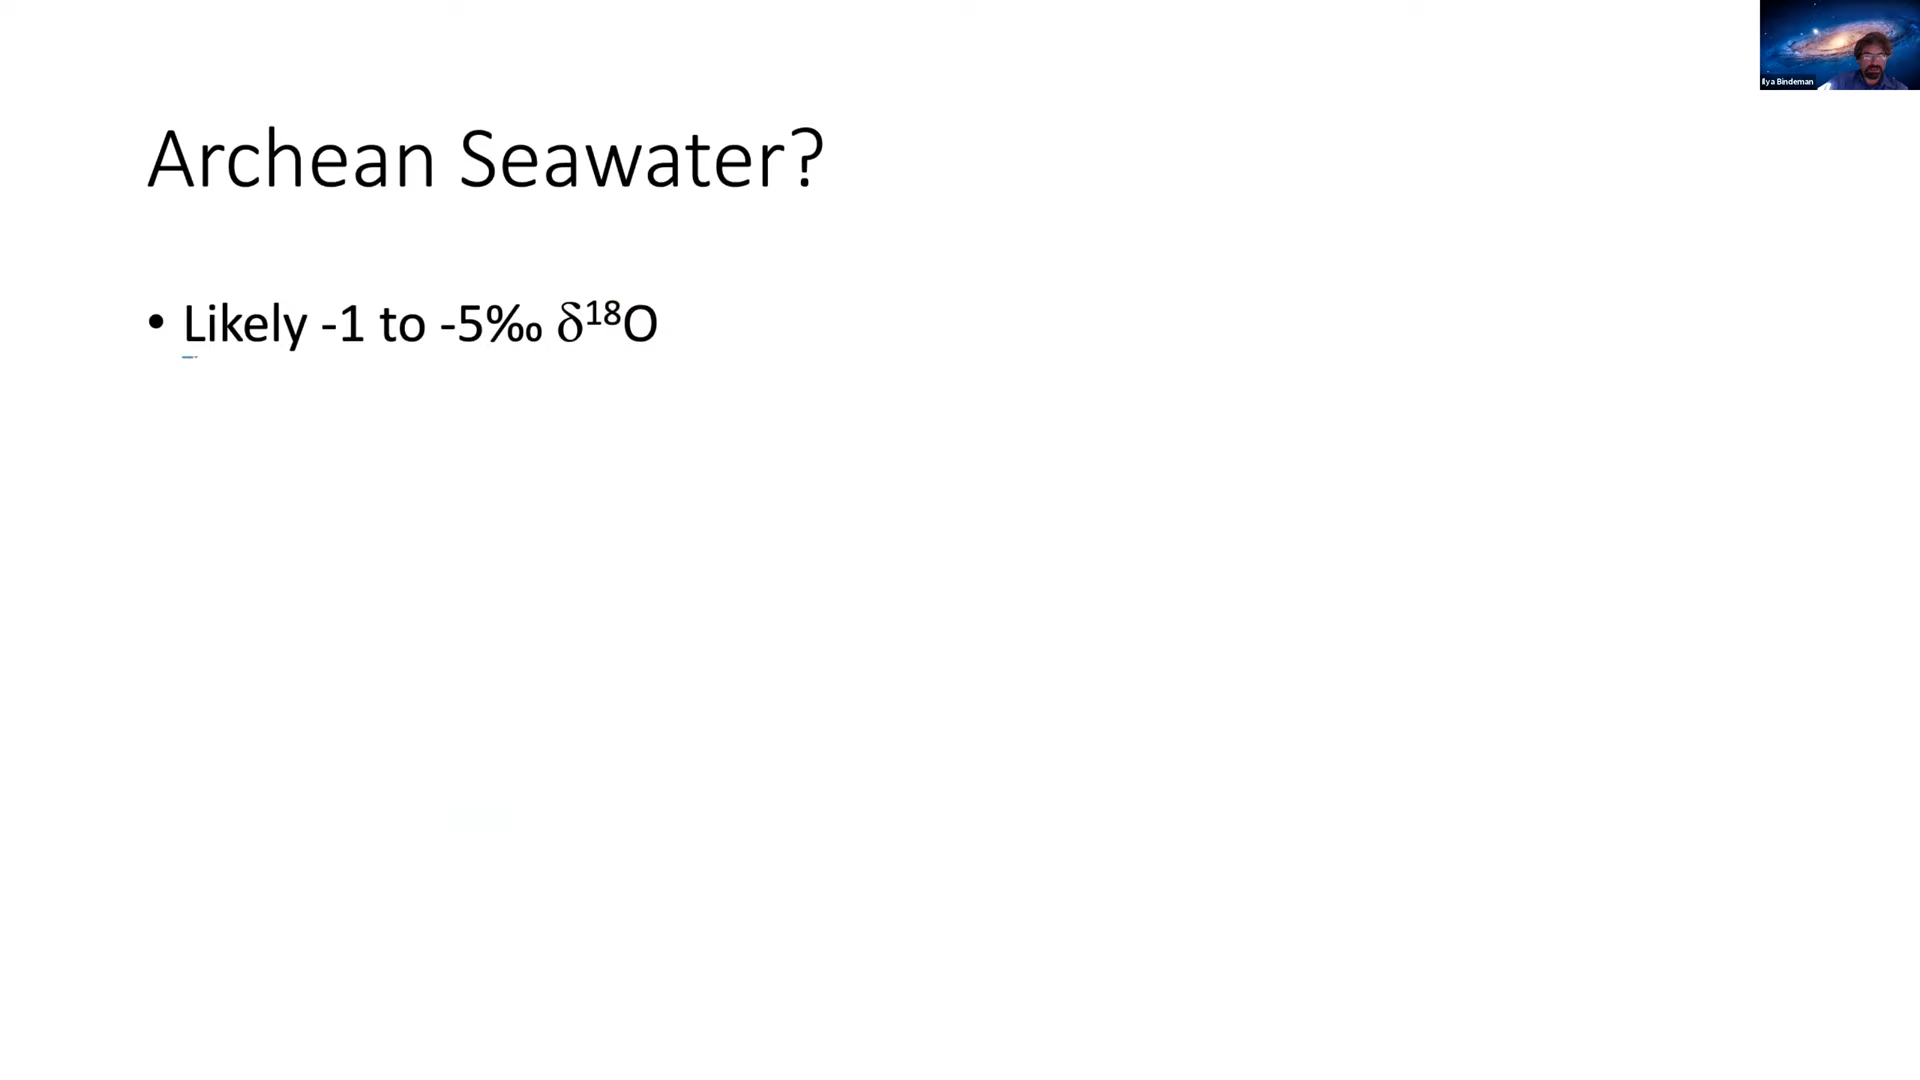 Ilya Bindeman
Archean Seawater?
• Likely -1 to -5‰ δ¹⁸O